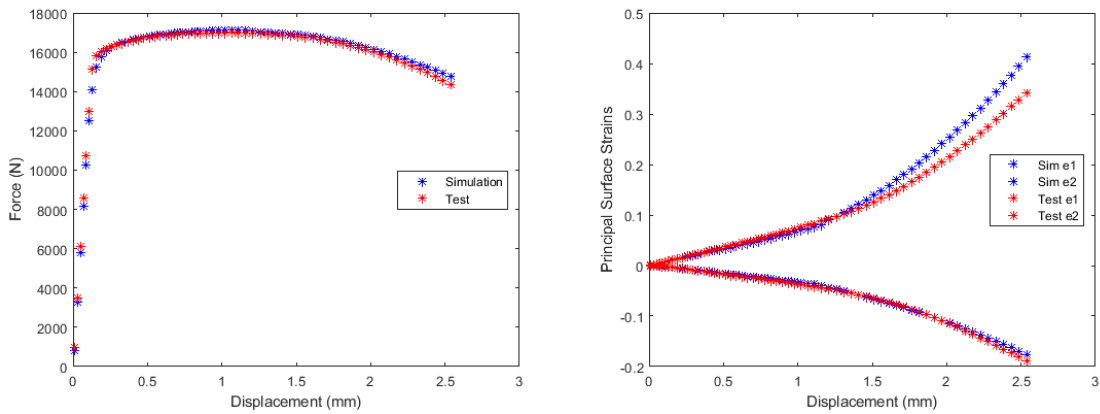 18000
16000
14000
12000
10000
8000
6000
4000
2000
0
Force (N)
0 0.5 1 1.5 2 2.5 3
Displacement (mm)
Simulation
Test
0.5
0.4
0.3
0.2
0.1
0
-0.1
-0.2
Principal Surface Strains
0 0.5 1 1.5 2 2.5 3
Displacement (mm)
Sim e1
Sim e2
Test e1
Test e2